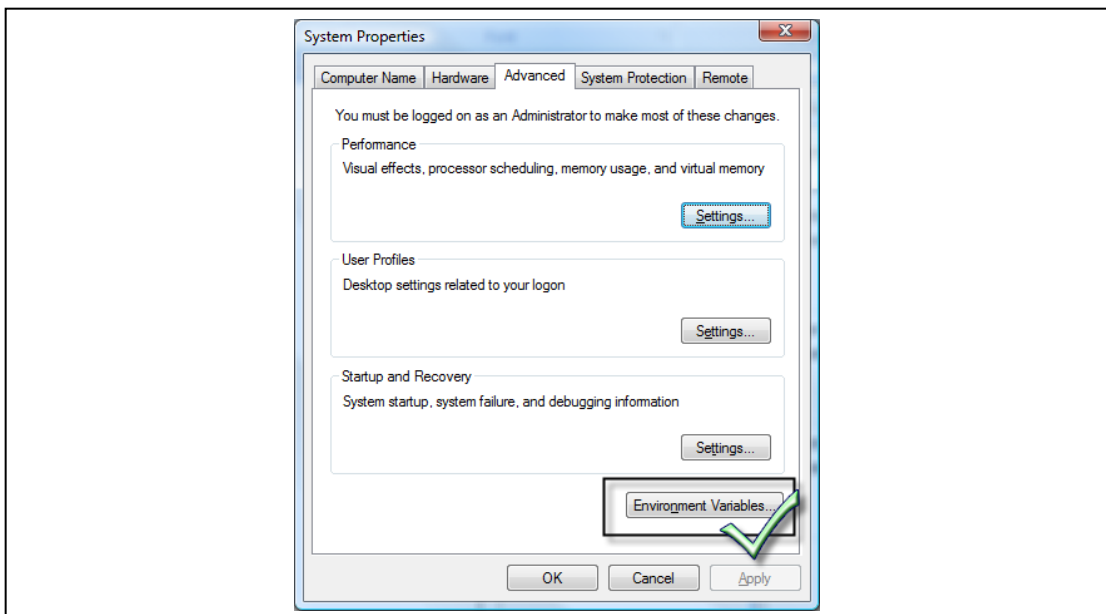 System Properties
Computer Name Hardware Advanced System Protection Remote
You must be logged on as an Administrator to make most of these changes.
Performance
Visual effects, processor scheduling, memory usage, and virtual memory
Settings...
User Profiles
Desktop settings related to your logon
Settings...
Startup and Recovery
System startup, system failure, and debugging information
Settings...
Environment Variables...
OK Cancel Apply